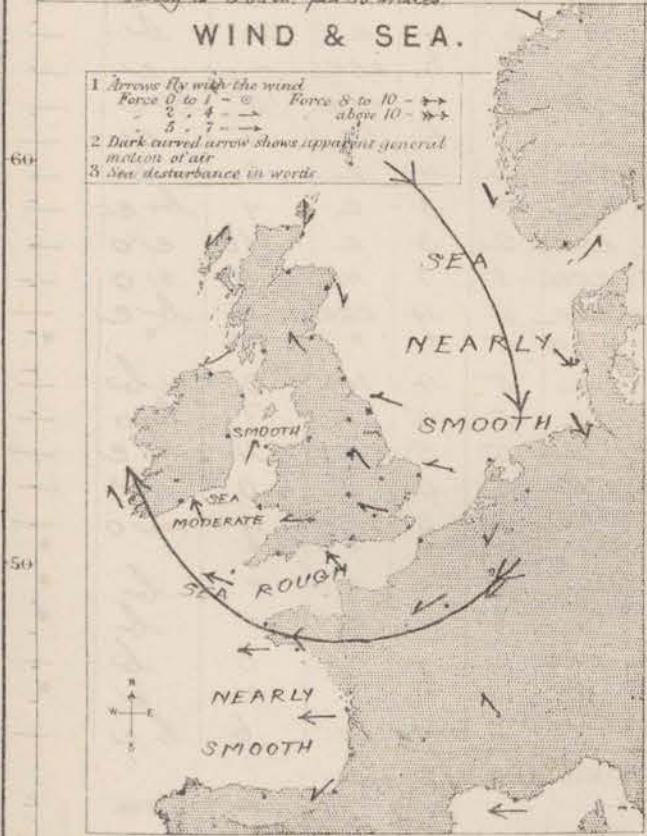 WIND & SEA.
1 Arrows fly with the wind
Force 0 to 1 - ⊙ Force 8 to 10 -
" 2 " 4 - above 10 -
" 5 " 7 -
2 Dark curved arrow shows apparent general
motion of air
3 Sea disturbance in words
60
SEA
NEARLY
SMOOTH
SMOOTH
SEA
MODERATE
50
SEA ROUGH
N
W E
S
NEARLY
SMOOTH